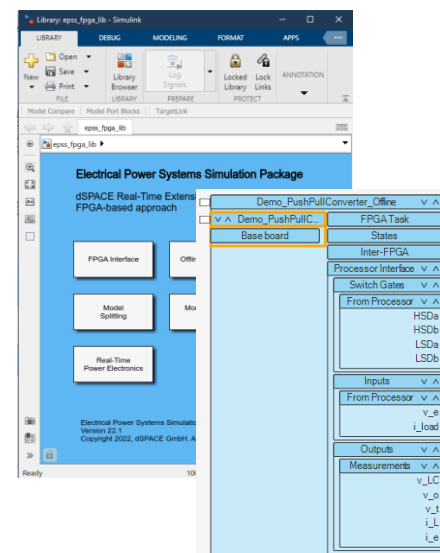 Library: epss_fpga_lib - Simulink
LIBRARY DEBUG MODELING FORMAT APPS
New
Open
Save
Print
FILE
Library
Browser
LIBRARY
Log
Signals
PREPARE
Locked
Library
Lock
Links
PROTECT
ANNOTATION
Model Compare Model Port Blocks TargetLink
epss_fpga_lib
epss_fpga_lib
Electrical Power Systems Simulation Package
dSPACE Real-Time Extens
FPGA-based approach
FPGA Interface
Offlin
Model
Splitting
Mo
Real-Time
Power Electronics
Electrical Power Systems Simulatio
Version 22.1
Copyright 2022, dSPACE GmbH. A
Ready
100
Demo_PushPullConverter_Offline
Demo_PushPullC...
Base board
FPGATask
States
Inter-FPGA
Processor Interface
Switch Gates
From Processor
HSDa
HSDb
LSDa
LSDb
Inputs
From Processor
v_e
i_load
Outputs
Measurements
v_LC
v_o
v_t
i_L
i_e